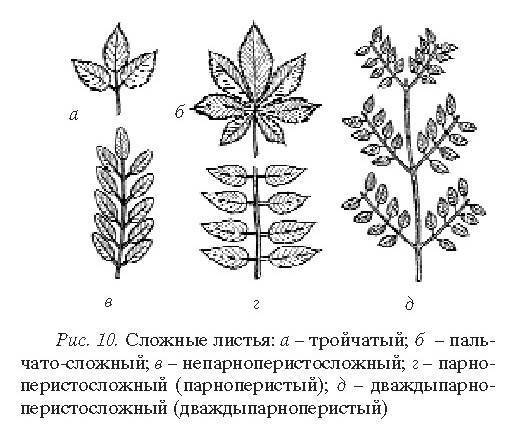 а
б
в
г
д
Рис. 10. Сложные листья: а – тройчатый; б – паль-
чато-сложный; в – непарноперистосложный; г – парно-
перистосложный (парноперистый); д – дваждыпарно-
перистосложный (дваждыпарноперистый)